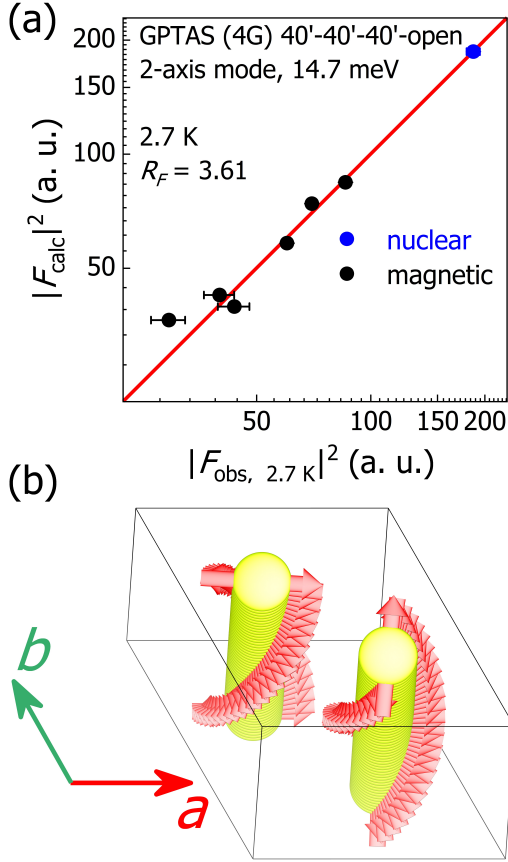 (a)
GPTAS (4G) 40'-40'-40'-open
2-axis mode, 14.7 meV
2.7 K
R_F = 3.61
nuclear
magnetic
200
150
100
50
|F_calc|^2 (a. u.)
50 100 150 200
|F_obs, 2.7 K|^2 (a. u.)
(b)
b
a